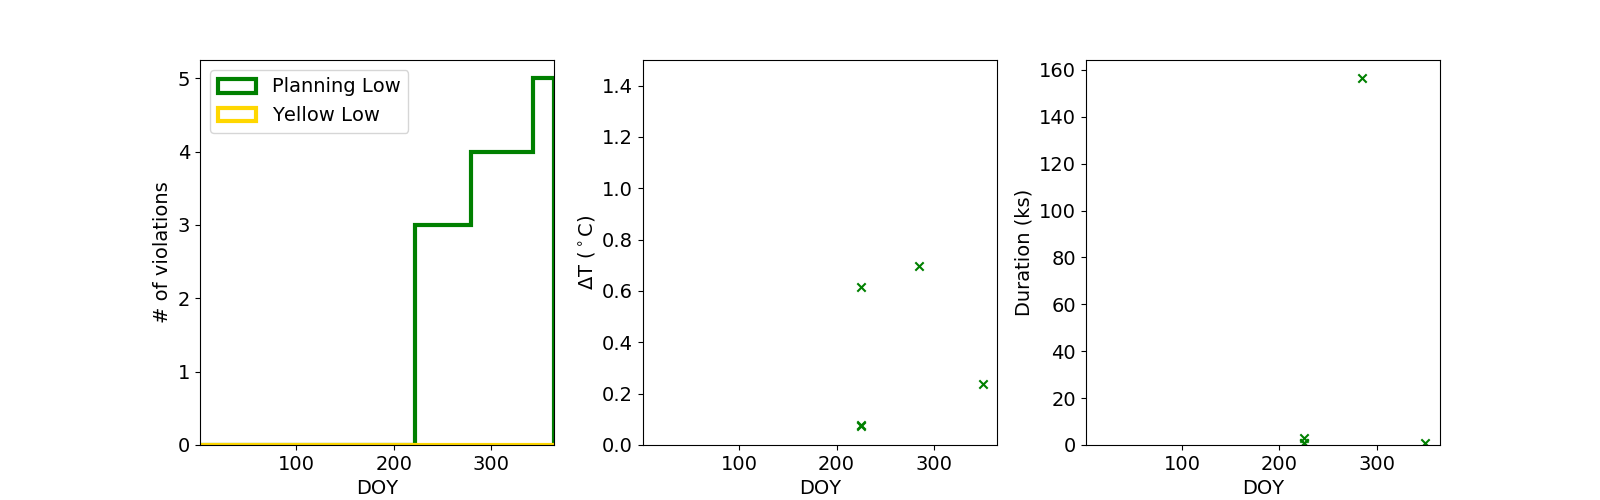 # of violations
5
4
3
2
1
0
Planning Low
Yellow Low
100 200 300
DOY
ΔT (°C)
1.4
1.2
1.0
0.8
0.6
0.4
0.2
0.0
100 200 300
DOY
Duration (ks)
160
140
120
100
80
60
40
20
0
100 200 300
DOY